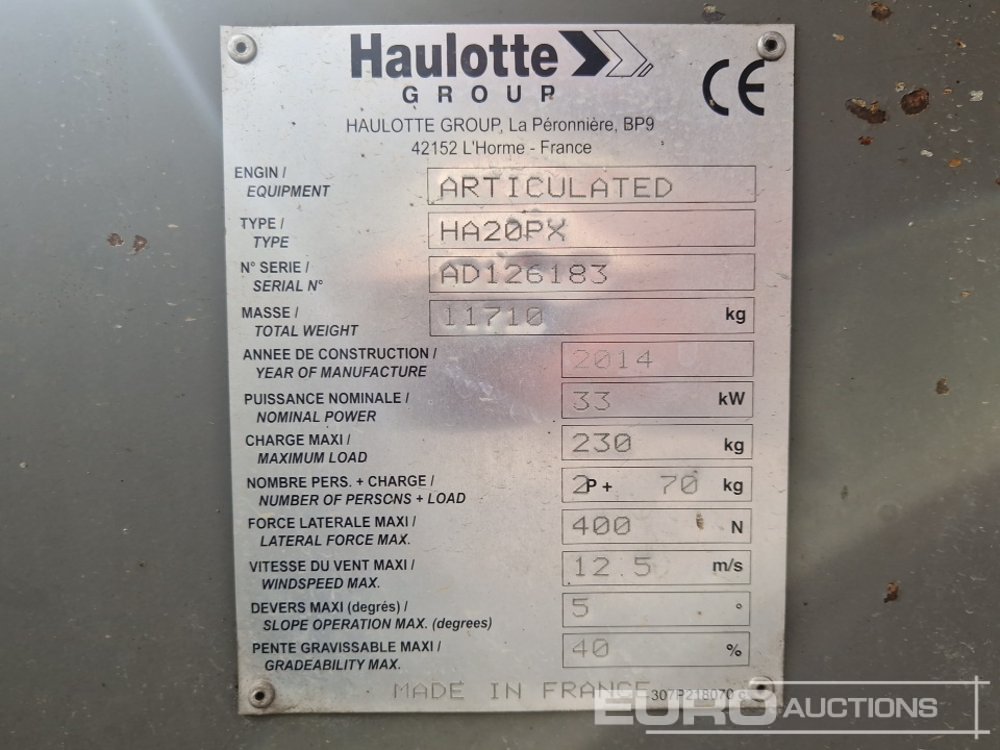 Haulotte
GROUP
CE
HAULOTTE GROUP, La Péronnière, BP9
42152 L'Horme - France
ENGIN /
EQUIPMENT
ARTICULATED
TYPE /
TYPE
HA20PX
N° SERIE /
SERIAL N°
AD126183
MASSE /
TOTAL WEIGHT
11710 kg
ANNEE DE CONSTRUCTION /
YEAR OF MANUFACTURE
2014
PUISSANCE NOMINALE /
NOMINAL POWER
33 kW
CHARGE MAXI /
MAXIMUM LOAD
230 kg
NOMBRE PERS. + CHARGE /
NUMBER OF PERSONS + LOAD
2P + 70 kg
FORCE LATERALE MAXI /
LATERAL FORCE MAX.
400 N
VITESSE DU VENT MAXI /
WINDSPEED MAX.
12.5 m/s
DEVERS MAXI (degrés) /
SLOPE OPERATION MAX. (degrees)
5 °
PENTE GRAVISSABLE MAXI /
GRADEABILITY MAX.
40 %
MADE IN FRANCE 307P218070
EURO AUCTIONS